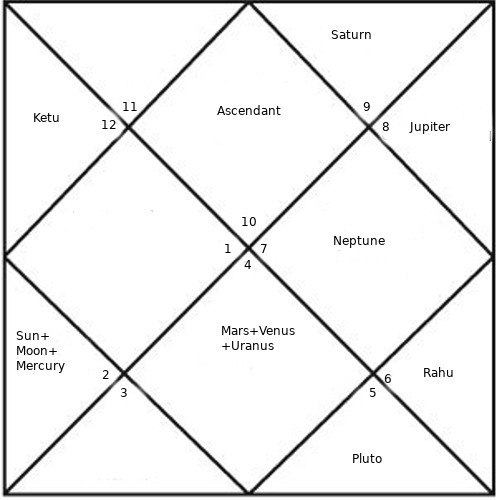 Saturn
11
9
Ketu
12
Ascendant
8
Jupiter
10
1
7
Neptune
4
Mars+Venus
+Uranus
Sun+
Moon+
Mercury
2
3
6
5
Rahu
Pluto